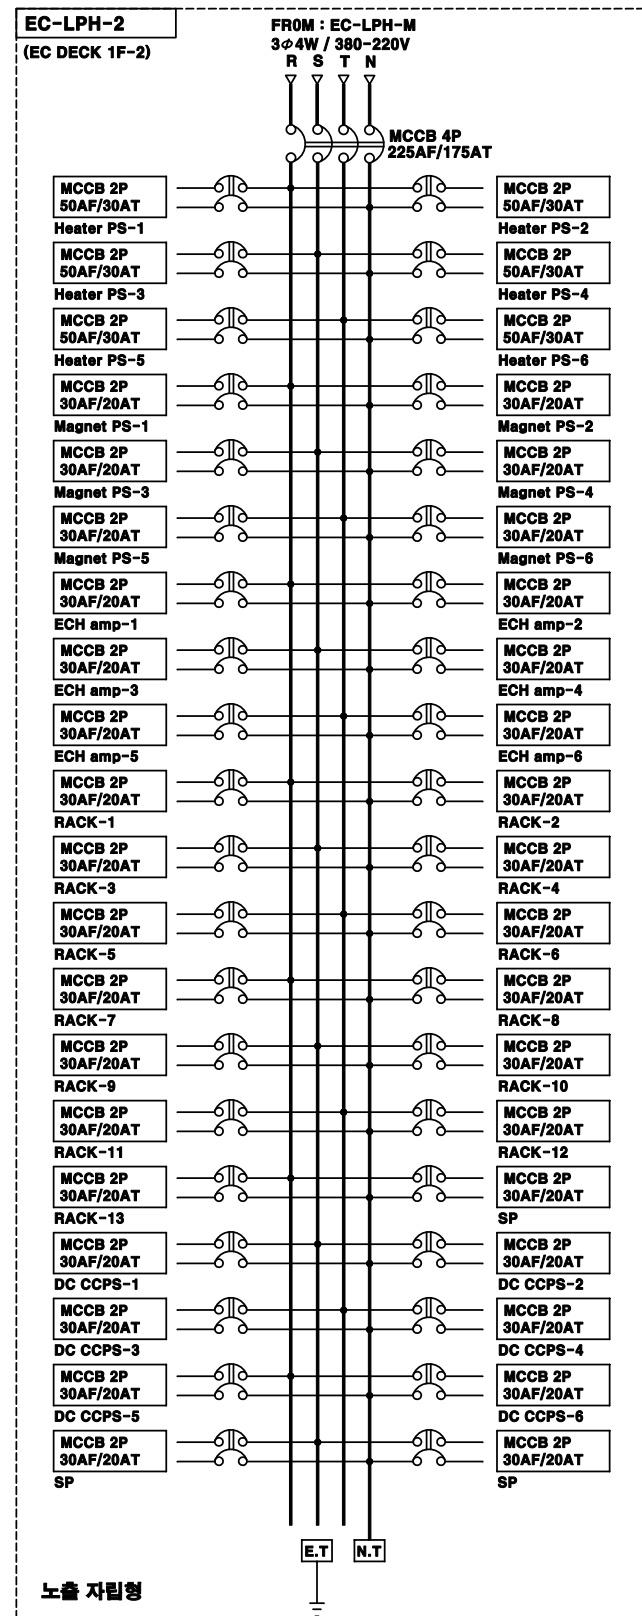 EC-LPH-2
(EC DECK 1F-2)
FROM : EC-LPH-M
3φ4W / 380-220V
R S T N
MCCB 4P
225AF/175AT
MCCB 2P
50AF/30AT
Heater PS-1
MCCB 2P
50AF/30AT
Heater PS-2
MCCB 2P
50AF/30AT
Heater PS-3
MCCB 2P
50AF/30AT
Heater PS-4
MCCB 2P
50AF/30AT
Heater PS-5
MCCB 2P
50AF/30AT
Heater PS-6
MCCB 2P
30AF/20AT
Magnet PS-1
MCCB 2P
30AF/20AT
Magnet PS-2
MCCB 2P
30AF/20AT
Magnet PS-3
MCCB 2P
30AF/20AT
Magnet PS-4
MCCB 2P
30AF/20AT
Magnet PS-5
MCCB 2P
30AF/20AT
Magnet PS-6
MCCB 2P
30AF/20AT
ECH amp-1
MCCB 2P
30AF/20AT
ECH amp-2
MCCB 2P
30AF/20AT
ECH amp-3
MCCB 2P
30AF/20AT
ECH amp-4
MCCB 2P
30AF/20AT
ECH amp-5
MCCB 2P
30AF/20AT
ECH amp-6
MCCB 2P
30AF/20AT
RACK-1
MCCB 2P
30AF/20AT
RACK-2
MCCB 2P
30AF/20AT
RACK-3
MCCB 2P
30AF/20AT
RACK-4
MCCB 2P
30AF/20AT
RACK-5
MCCB 2P
30AF/20AT
RACK-6
MCCB 2P
30AF/20AT
RACK-7
MCCB 2P
30AF/20AT
RACK-8
MCCB 2P
30AF/20AT
RACK-9
MCCB 2P
30AF/20AT
RACK-10
MCCB 2P
30AF/20AT
RACK-11
MCCB 2P
30AF/20AT
RACK-12
MCCB 2P
30AF/20AT
RACK-13
MCCB 2P
30AF/20AT
SP
MCCB 2P
30AF/20AT
DC CCPS-1
MCCB 2P
30AF/20AT
DC CCPS-2
MCCB 2P
30AF/20AT
DC CCPS-3
MCCB 2P
30AF/20AT
DC CCPS-4
MCCB 2P
30AF/20AT
DC CCPS-5
MCCB 2P
30AF/20AT
DC CCPS-6
MCCB 2P
30AF/20AT
SP
MCCB 2P
30AF/20AT
SP
E.T
N.T
노출 자립형